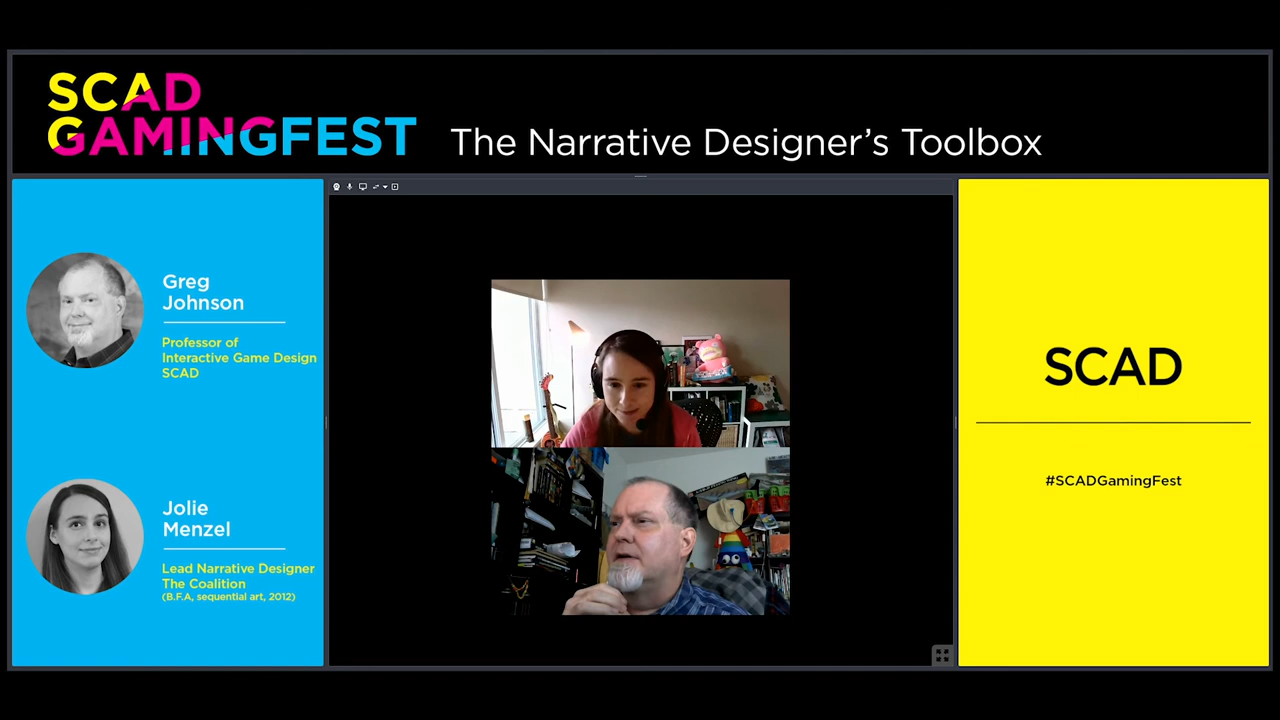 SCAD
GAMINGFEST
The Narrative Designer's Toolbox
Greg
Johnson
Professor of
Interactive Game Design
SCAD
Jolie
Menzel
Lead Narrative Designer
The Coalition
(B.F.A, sequential art, 2012)
SCAD
#SCADGamingFest